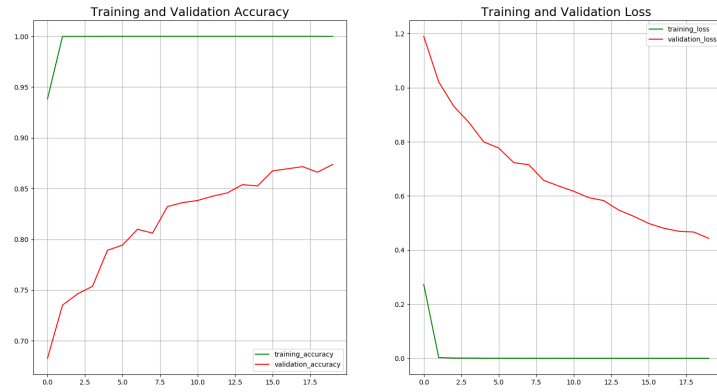 Training and Validation Accuracy
1.00
0.95
0.90
0.85
0.80
0.75
0.70
training_accuracy
validation_accuracy
0.0 2.5 5.0 7.5 10.0 12.5 15.0 17.5
Training and Validation Loss
training_loss
validation_loss
1.2
1.0
0.8
0.6
0.4
0.2
0.0
0.0 2.5 5.0 7.5 10.0 12.5 15.0 17.5